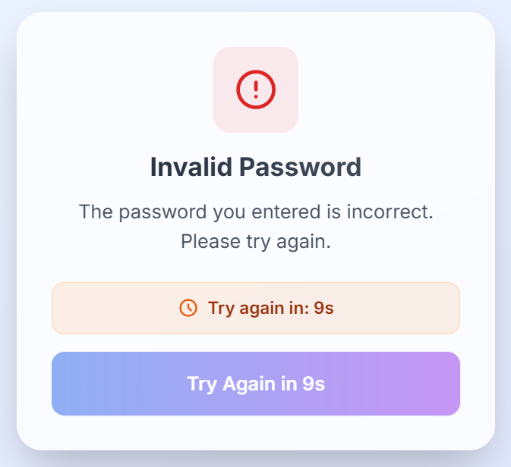 Invalid Password
The password you entered is incorrect.
Please try again.
Try again in: 9s
Try Again in 9s